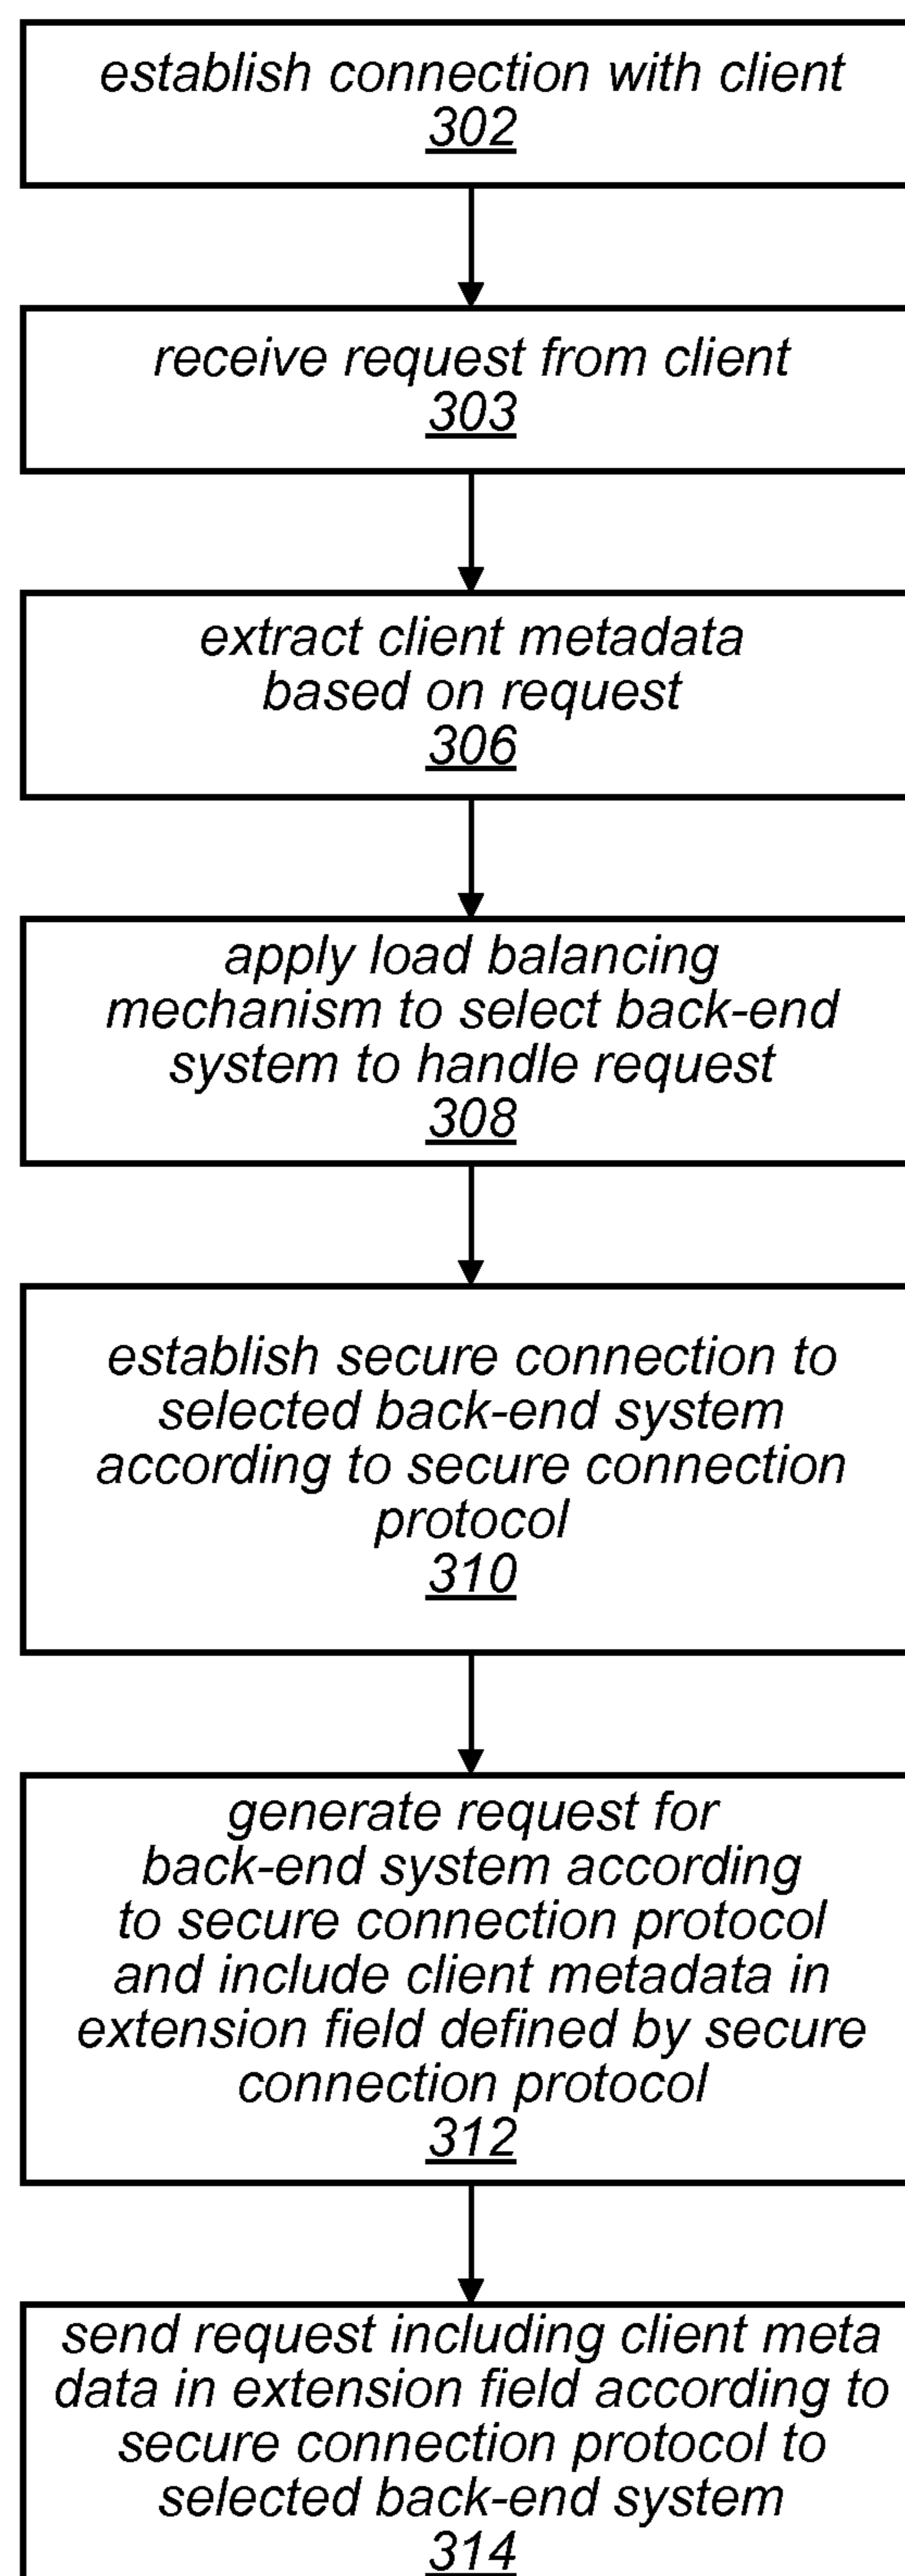 establish connection with client
302
receive request from client
303
extract client metadata
based on request
306
apply load balancing
mechanism to select back-end
system to handle request
308
establish secure connection to
selected back-end system
according to secure connection
protocol
310
generate request for
back-end system according
to secure connection protocol
and include client metadata in
extension field defined by secure
connection protocol
312
send request including client meta
data in extension field according to
secure connection protocol to
selected back-end system
314